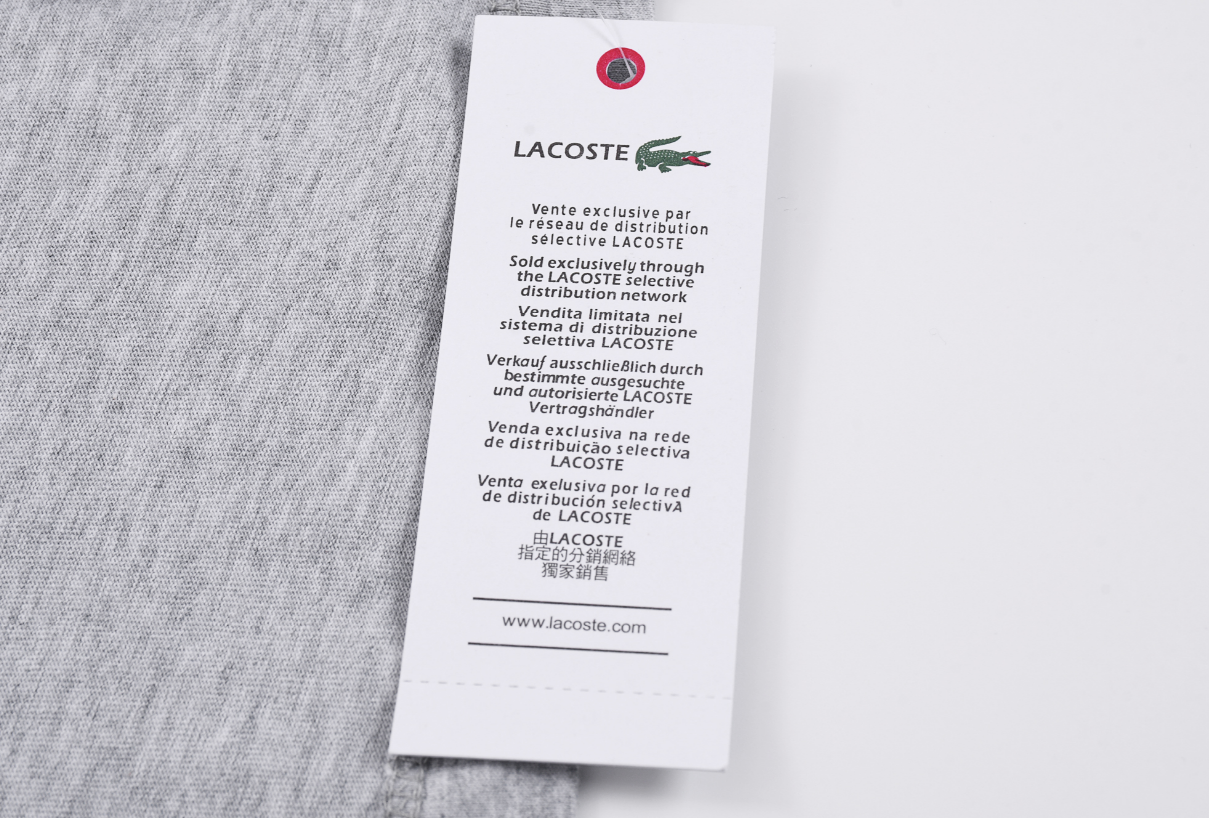 LACOSTE
Vente exclusive par
le réseau de distribution
sélective LACOSTE
Sold exclusively through
the LACOSTE selective
distribution network
Vendita limitata nel
sistema di distribuzione
selettiva LACOSTE
Verkauf ausschließlich durch
bestimmte ausgesuchte
und autorisierte LACOSTE
Vertragshändler
Venda exclusiva na rede
de distribuição selectiva
LACOSTE
Venta exelusiva por la red
de distribución selectivA
de LACOSTE
由LACOSTE
指定的分銷網絡
獨家銷售
www.lacoste.com